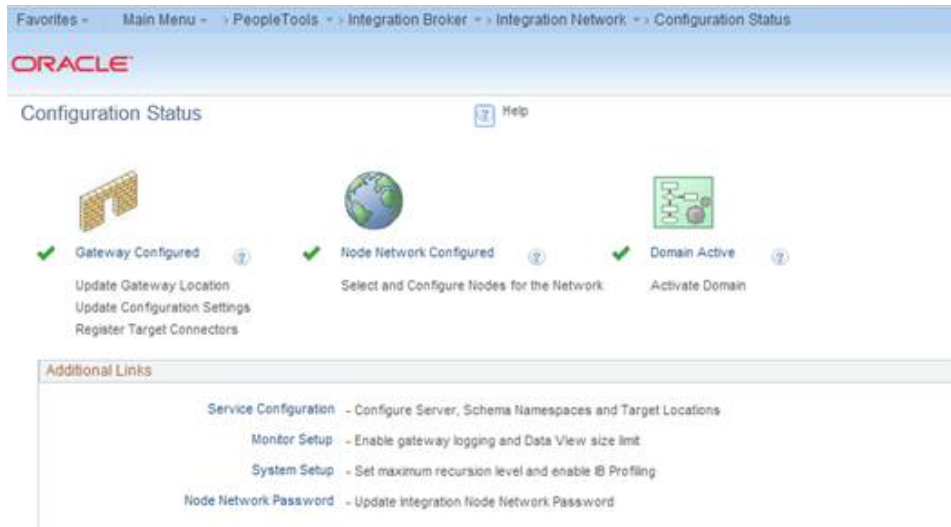 Favorites Main Menu > PeopleTools > Integration Broker > Integration Network > Configuration Status
ORACLE
Configuration Status Help
Gateway Configured Node Network Configured Domain Active
Update Gateway Location Select and Configure Nodes for the Network Activate Domain
Update Configuration Settings
Register Target Connectors
Additional Links
Service Configuration - Configure Server, Schema Namespaces and Target Locations
Monitor Setup - Enable gateway logging and Data View size limit
System Setup - Set maximum recursion level and enable IB Profiling
Node Network Password - Update Integration Node Network Password